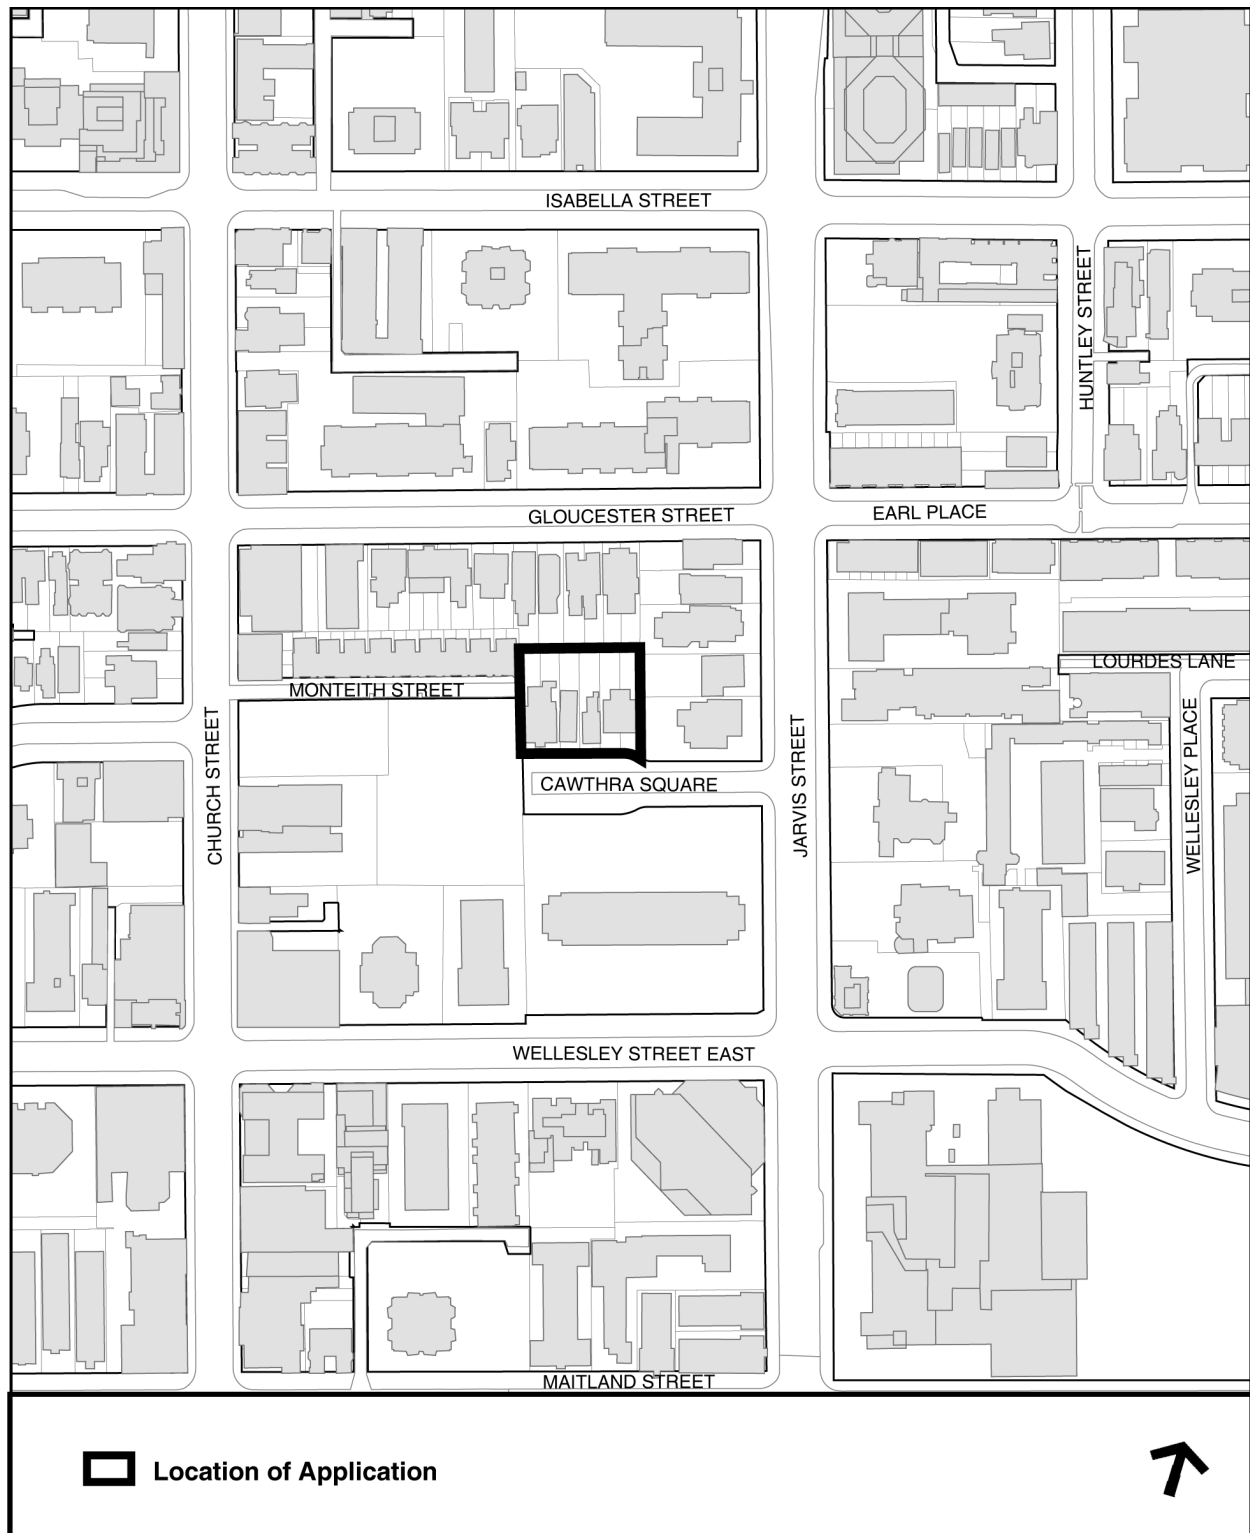 ISABELLA STREET
HUNTLEY STREET
GLOUCESTER STREET
EARL PLACE
LOURDES LANE
MONTEITH STREET
CHURCH STREET
CAWTHRA SQUARE
JARVIS STREET
WELLESLEY PLACE
WELLESLEY STREET EAST
MAITLAND STREET
Location of Application